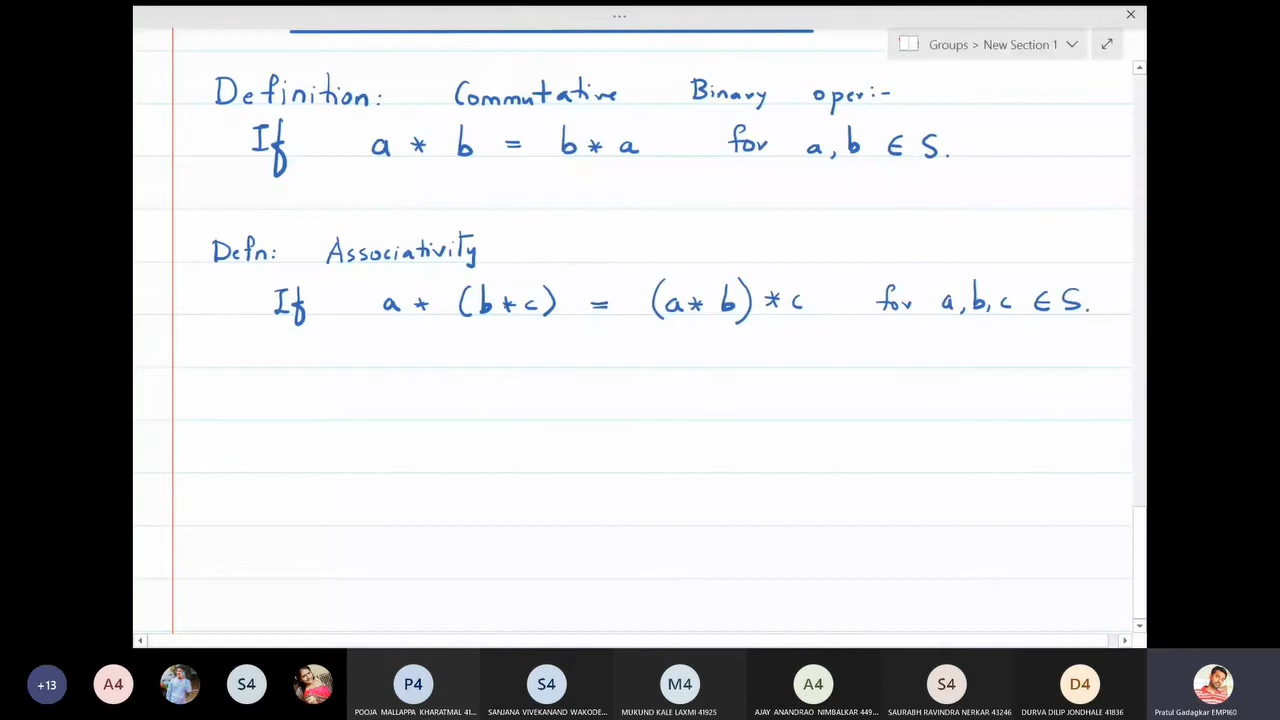 Groups > New Section 1
Definition: Commutative Binary oper:-
If a * b = b * a for a, b ∈ S.
Defn: Associativity
If a * (b * c) = (a * b) * c for a, b, c ∈ S.
+13 A4 S4 P4 S4 M4 A4 S4 D4
POOJA MALLAPPA KHARATMAL 41... SANJANA VIVEKANAND WAKODE... MUKUND KALE LAXMI 41925 AJAY ANANDRAO NIMBALKAR 449... SAURABH RAVINDRA NERKAR 43246 DURVA DILIP JONDHALE 41836 Pratul Gadagkar EMP160